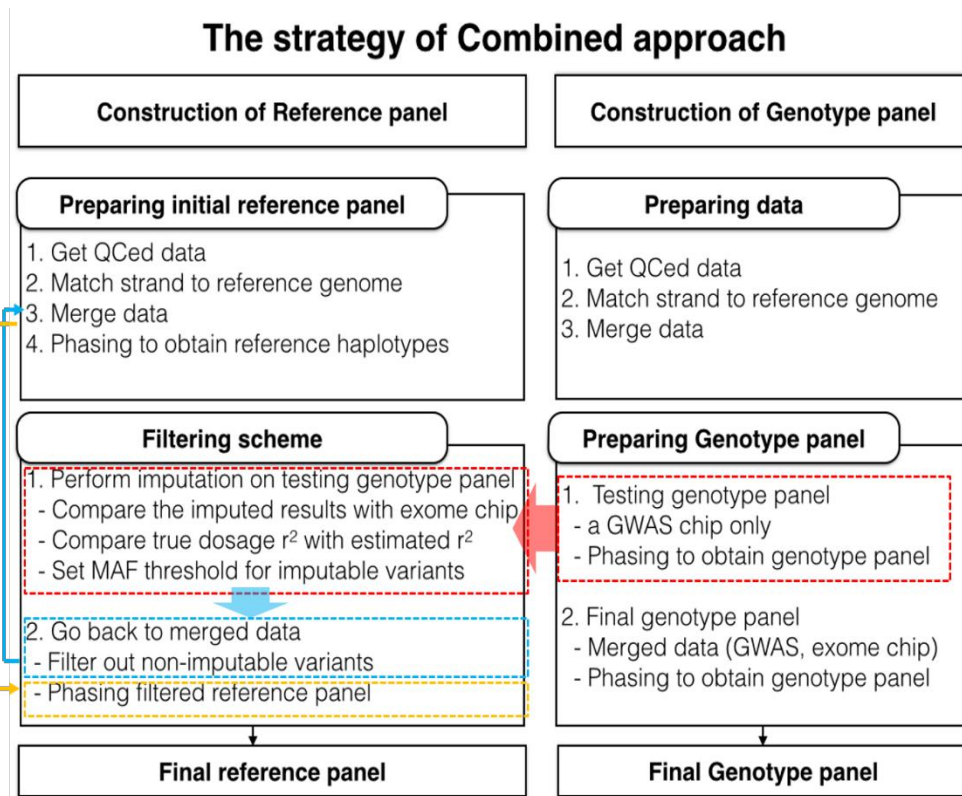 The strategy of Combined approach
Construction of Reference panel
Construction of Genotype panel
Preparing initial reference panel
1. Get QCed data
2. Match strand to reference genome
3. Merge data
4. Phasing to obtain reference haplotypes
Preparing data
1. Get QCed data
2. Match strand to reference genome
3. Merge data
Filtering scheme
1. Perform imputation on testing genotype panel
- Compare the imputed results with exome chip
- Compare true dosage r² with estimated r²
- Set MAF threshold for imputable variants
2. Go back to merged data
- Filter out non-imputable variants
- Phasing filtered reference panel
Preparing Genotype panel
1. Testing genotype panel
- a GWAS chip only
- Phasing to obtain genotype panel
2. Final genotype panel
- Merged data (GWAS, exome chip)
- Phasing to obtain genotype panel
Final reference panel
Final Genotype panel